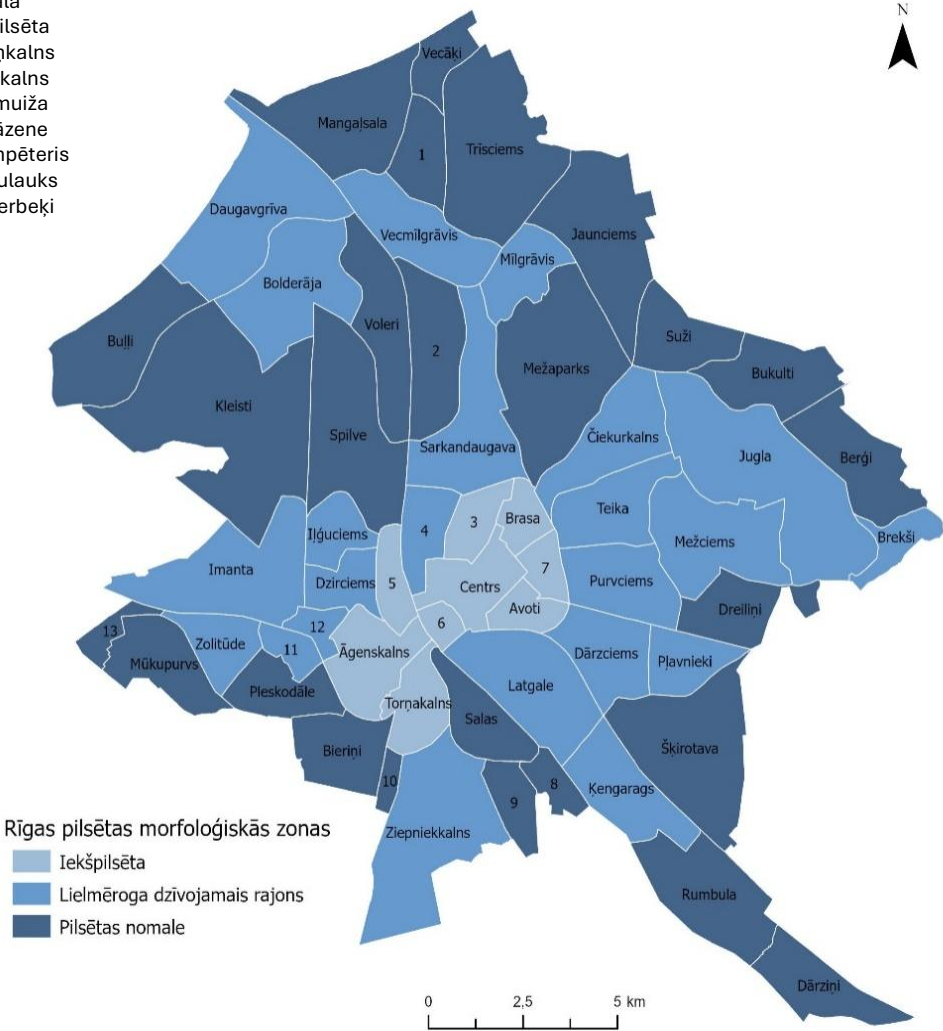 ala
ilsēta
ņkalns
kalns
muiža
āzene
mpēteris
ulauks
erbeķi
N
Vecāķi
Mangaļsala
1
Trīsciems
Daugavgrīva
Vecmīlgrāvis
Jaunciems
Mīlgrāvis
Bolderāja
Voleri
2
Buļļi
Suži
Mežaparks
Bukulti
Kleisti
Spilve
Sarkandaugava
Čiekurkalns
Jugla
Berģi
3
Brasa
Teika
4
Iļģuciems
Mežciems
Brekši
Imanta
Dzirciems
5
Centrs
7
Purvciems
Avoti
Dreiliņi
6
13
12
Zolitūde
11
Āgenskalns
Dārzciems
Pļavnieki
Mūkupurvs
Pleskodāle
Latgale
Torņakalns
Salas
Bieriņi
Šķirotava
10
9
8
Ķengarags
Ziepniekkalns
Rumbula
Dārziņi
Rīgas pilsētas morfoloģiskās zonas
Iekšpilsēta
Lielmēroga dzīvojamais rajons
Pilsētas nomale
0 2,5 5 km